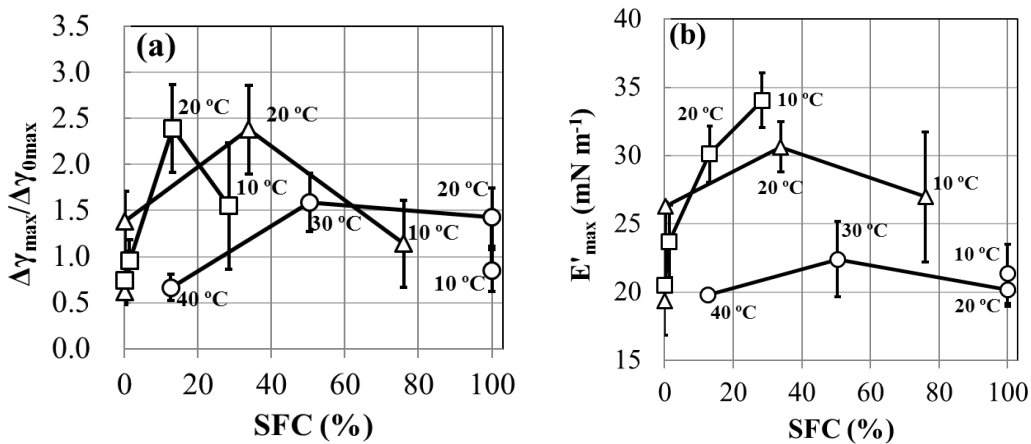 (a)
3.5
3.0
2.5
2.0
1.5
1.0
0.5
0.0
Δγmax/Δγ0max
20 ºC
20 ºC
10 ºC
30 ºC
40 ºC
10 ºC
20 ºC
10 ºC
0 20 40 60 80 100
SFC (%)
(b)
40
35
30
25
20
15
E'max (mN m-1)
20 ºC
10 ºC
20 ºC
10 ºC
30 ºC
40 ºC
10 ºC
20 ºC
0 20 40 60 80 100
SFC (%)